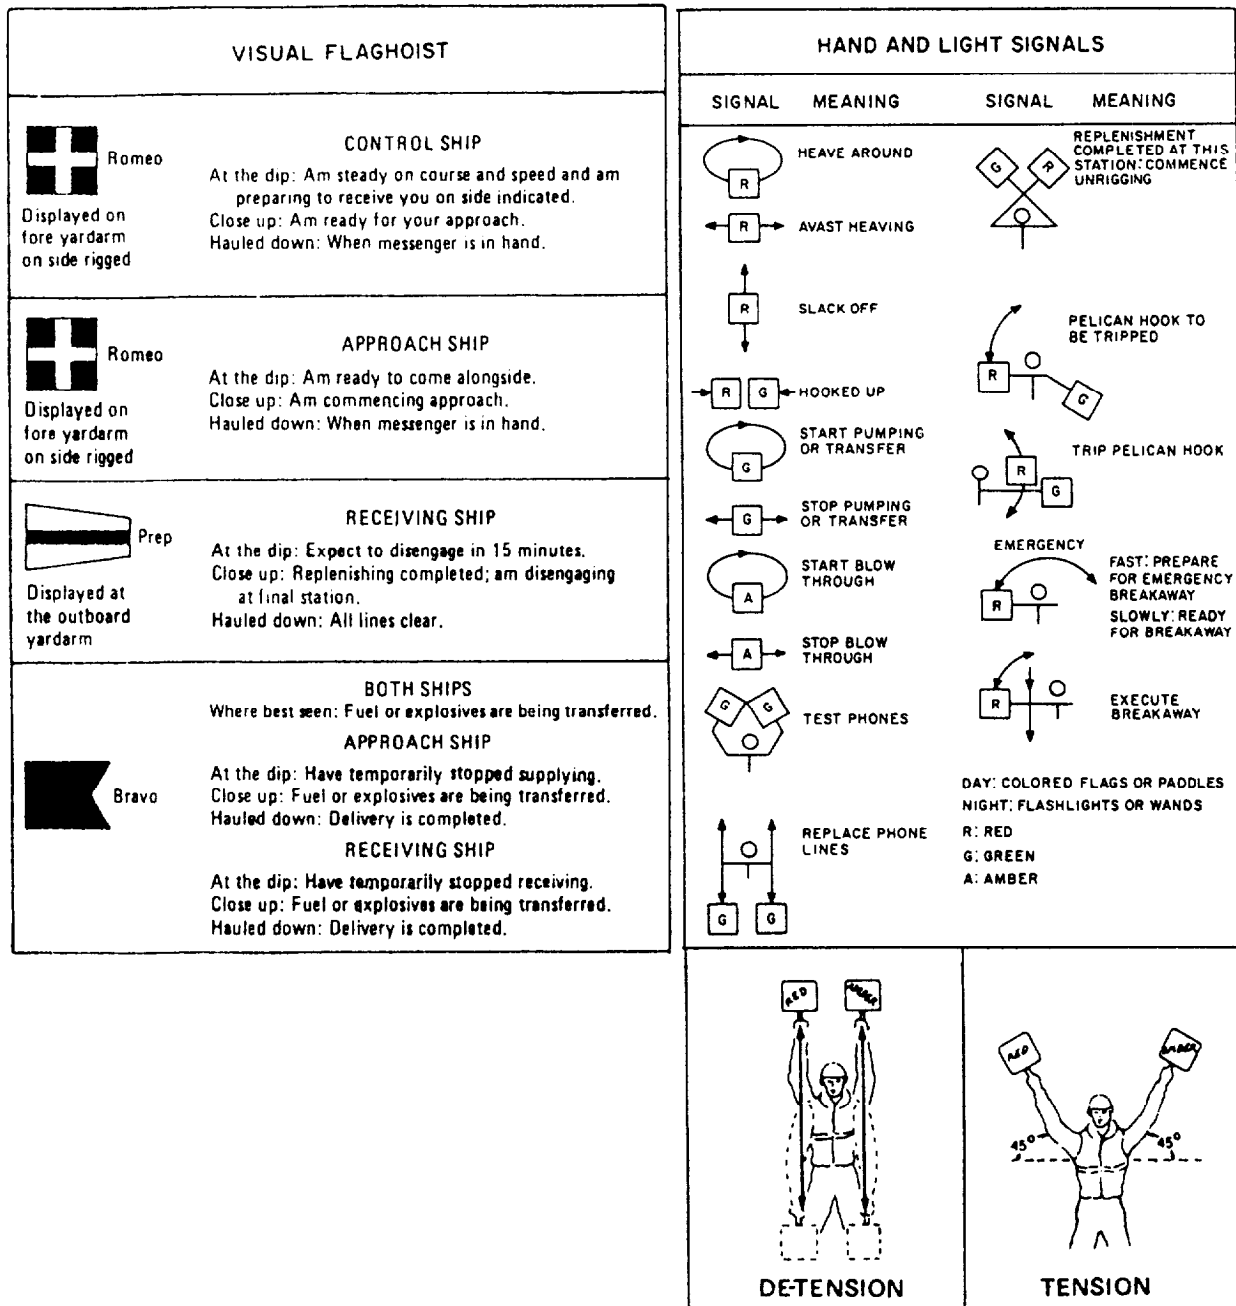 VISUAL FLAGHOIST
Romeo
Displayed on
fore yardarm
on side rigged
CONTROL SHIP
At the dip: Am steady on course and speed and am
preparing to receive you on side indicated.
Close up: Am ready for your approach.
Hauled down: When messenger is in hand.
Romeo
Displayed on
fore yardarm
on side rigged
APPROACH SHIP
At the dip: Am ready to come alongside.
Close up: Am commencing approach.
Hauled down: When messenger is in hand.
Prep
Displayed at
the outboard
yardarm
RECEIVING SHIP
At the dip: Expect to disengage in 15 minutes.
Close up: Replenishing completed; am disengaging
at final station.
Hauled down: All lines clear.
Bravo
BOTH SHIPS
Where best seen: Fuel or explosives are being transferred.
APPROACH SHIP
At the dip: Have temporarily stopped supplying.
Close up: Fuel or explosives are being transferred.
Hauled down: Delivery is completed.
RECEIVING SHIP
At the dip: Have temporarily stopped receiving.
Close up: Fuel or explosives are being transferred.
Hauled down: Delivery is completed.
HAND AND LIGHT SIGNALS
SIGNAL MEANING
R
HEAVE AROUND
R
AVAST HEAVING
R
SLACK OFF
R G HOOKED UP
START PUMPING
OR TRANSFER
G
STOP PUMPING
OR TRANSFER
G
START BLOW
THROUGH
A
STOP BLOW
THROUGH
A
G G
TEST PHONES
REPLACE PHONE
LINES
G G
SIGNAL MEANING
REPLENISHMENT
COMPLETED AT THIS
STATION: COMMENCE
UNRIGGING
G R
PELICAN HOOK TO
BE TRIPPED
R G
TRIP PELICAN HOOK
R G
EMERGENCY
FAST: PREPARE
FOR EMERGENCY
BREAKAWAY
SLOWLY: READY
FOR BREAKAWAY
R
EXECUTE
BREAKAWAY
R
DAY: COLORED FLAGS OR PADDLES
NIGHT: FLASHLIGHTS OR WANDS
R: RED
G: GREEN
A: AMBER
RED AMBER
DE-TENSION
RED AMBER
45° 45°
TENSION